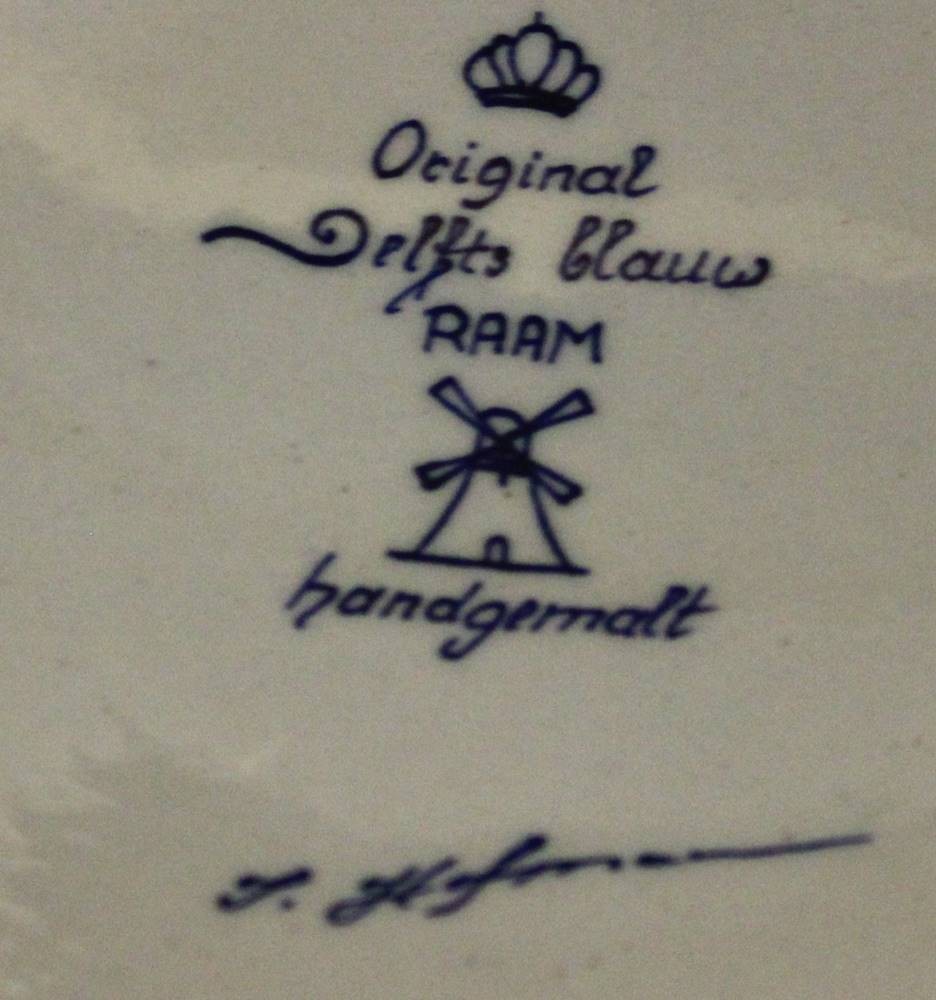 Original
Delfts blauw
RAAM
handgemalt